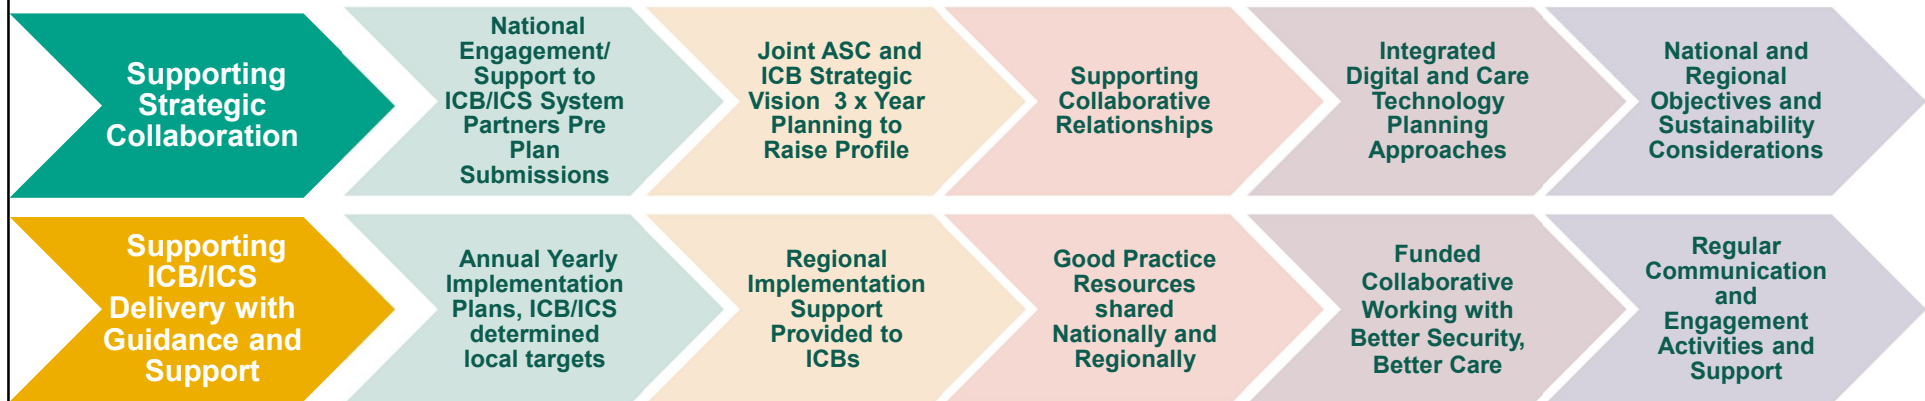 Supporting
Strategic
Collaboration
National
Engagement/
Support to
ICB/ICS System
Partners Pre
Plan
Submissions
Joint ASC and
ICB Strategic
Vision 3 x Year
Planning to
Raise Profile
Supporting
Collaborative
Relationships
Integrated
Digital and Care
Technology
Planning
Approaches
National and
Regional
Objectives and
Sustainability
Considerations
Supporting
ICB/ICS
Delivery with
Guidance and
Support
Annual Yearly
Implementation
Plans, ICB/ICS
determined
local targets
Regional
Implementation
Support
Provided to
ICBs
Good Practice
Resources
shared
Nationally and
Regionally
Funded
Collaborative
Working with
Better Security,
Better Care
Regular
Communication
and
Engagement
Activities and
Support